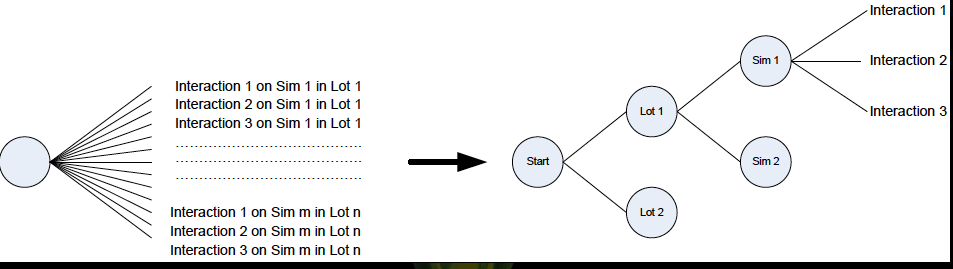 Interaction 1 on Sim 1 in Lot 1
Interaction 2 on Sim 1 in Lot 1
Interaction 3 on Sim 1 in Lot 1
Interaction 1 on Sim m in Lot n
Interaction 2 on Sim m in Lot n
Interaction 3 on Sim m in Lot n
Start
Lot 1
Lot 2
Sim 1
Sim 2
Interaction 1
Interaction 2
Interaction 3